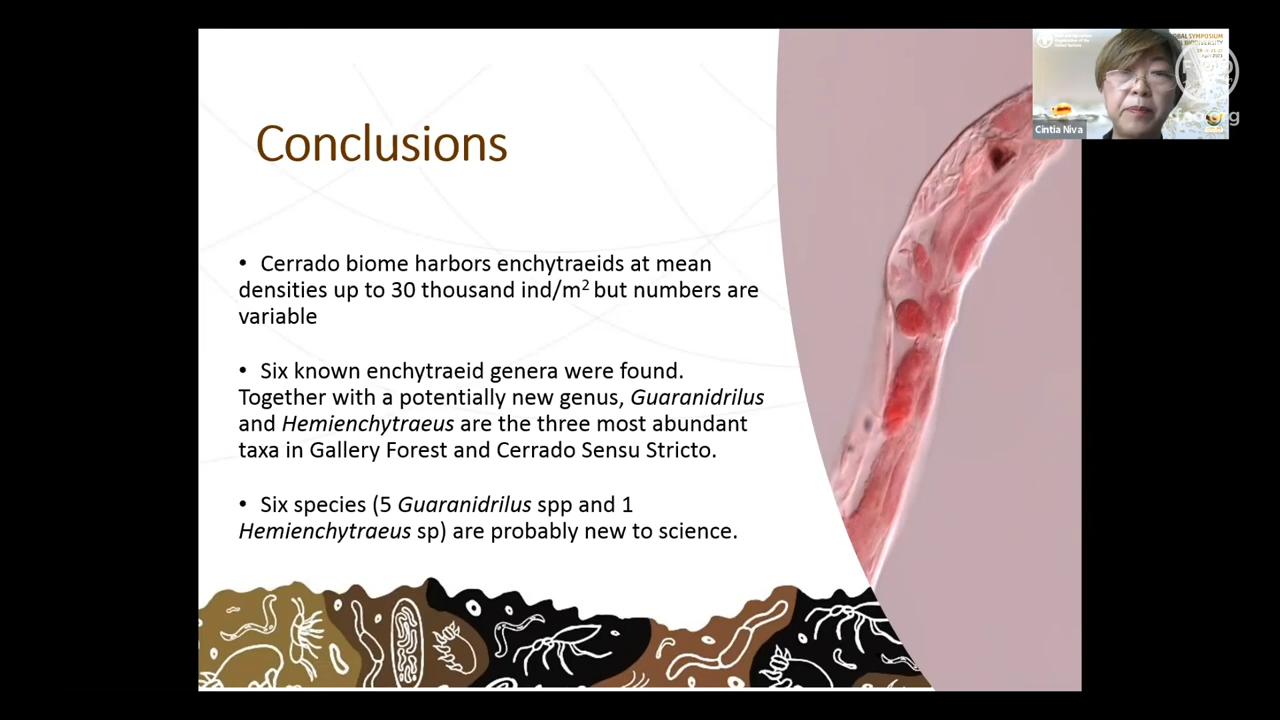 Conclusions
• Cerrado biome harbors enchytraeids at mean
densities up to 30 thousand ind/m² but numbers are
variable
• Six known enchytraeid genera were found.
Together with a potentially new genus, Guaranidrilus
and Hemienchytraeus are the three most abundant
taxa in Gallery Forest and Cerrado Sensu Stricto.
• Six species (5 Guaranidrilus spp and 1
Hemienchytraeus sp) are probably new to science.
Cintia Niva